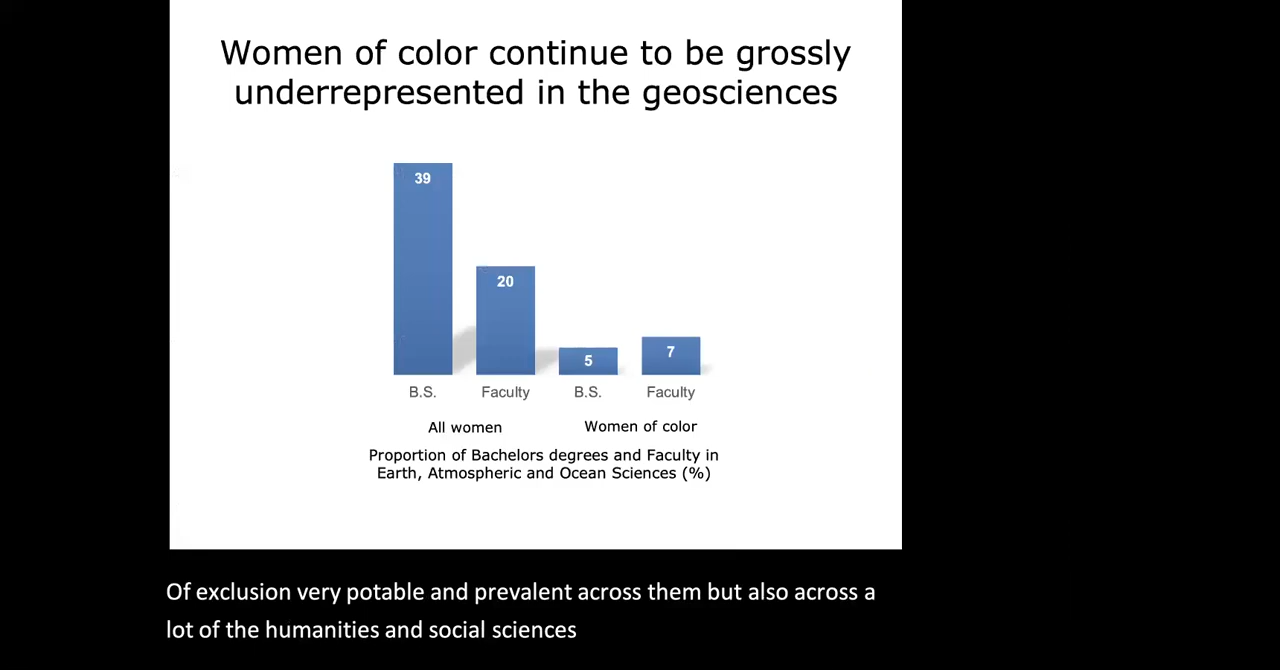 Women of color continue to be grossly
underrepresented in the geosciences
39
20
5
7
B.S.
Faculty
B.S.
Faculty
All women
Women of color
Proportion of Bachelors degrees and Faculty in
Earth, Atmospheric and Ocean Sciences (%)
Of exclusion very potable and prevalent across them but also across a
lot of the humanities and social sciences